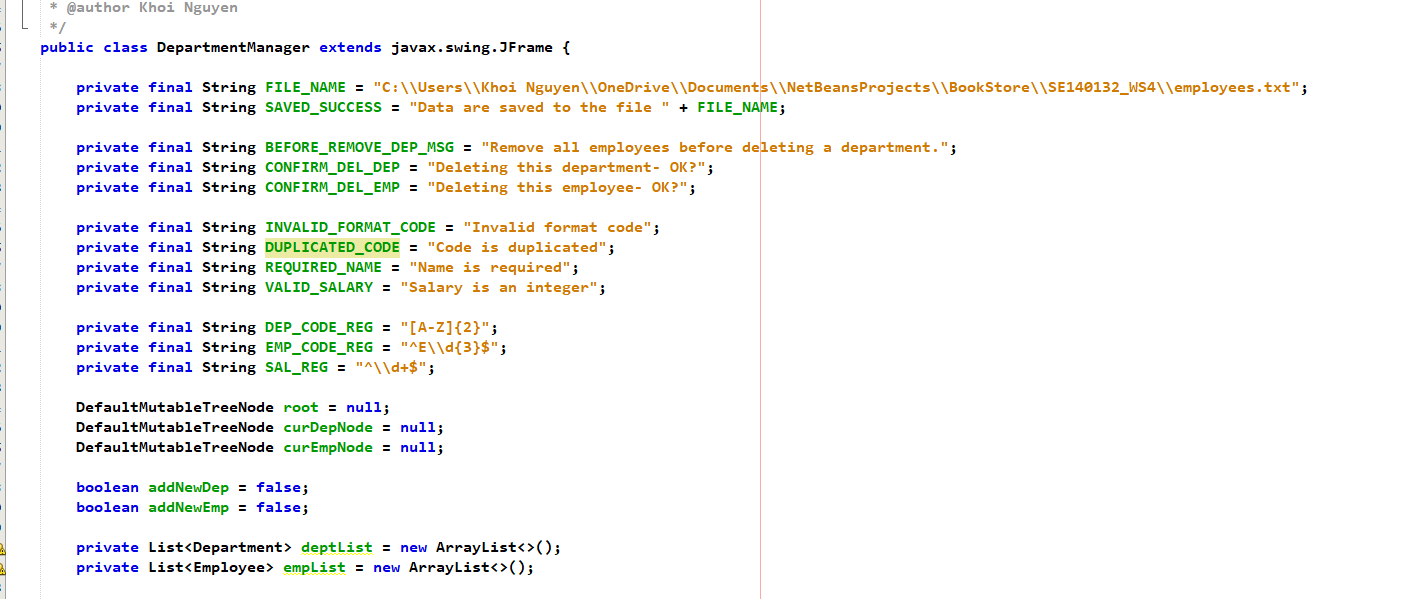 * @author Khoi Nguyen
*/
public class DepartmentManager extends javax.swing.JFrame {
private final String FILE_NAME = "C:\\Users\\Khoi Nguyen\\OneDrive\\Documents\\NetBeansProjects\\BookStore\\SE140132_WS4\\employees.txt";
private final String SAVED_SUCCESS = "Data are saved to the file " + FILE_NAME;
private final String BEFORE_REMOVE_DEP_MSG = "Remove all employees before deleting a department.";
private final String CONFIRM_DEL_DEP = "Deleting this department- OK?";
private final String CONFIRM_DEL_EMP = "Deleting this employee- OK?";
private final String INVALID_FORMAT_CODE = "Invalid format code";
private final String DUPLICATED_CODE = "Code is duplicated";
private final String REQUIRED_NAME = "Name is required";
private final String VALID_SALARY = "Salary is an integer";
private final String DEP_CODE_REG = "[A-Z]{2}";
private final String EMP_CODE_REG = "^E\\d{3}$";
private final String SAL_REG = "^\\d+$";
DefaultMutableTreeNode root = null;
DefaultMutableTreeNode curDepNode = null;
DefaultMutableTreeNode curEmpNode = null;
boolean addNewDep = false;
boolean addNewEmp = false;
private List<Department> deptList = new ArrayList<>();
private List<Employee> empList = new ArrayList<>();